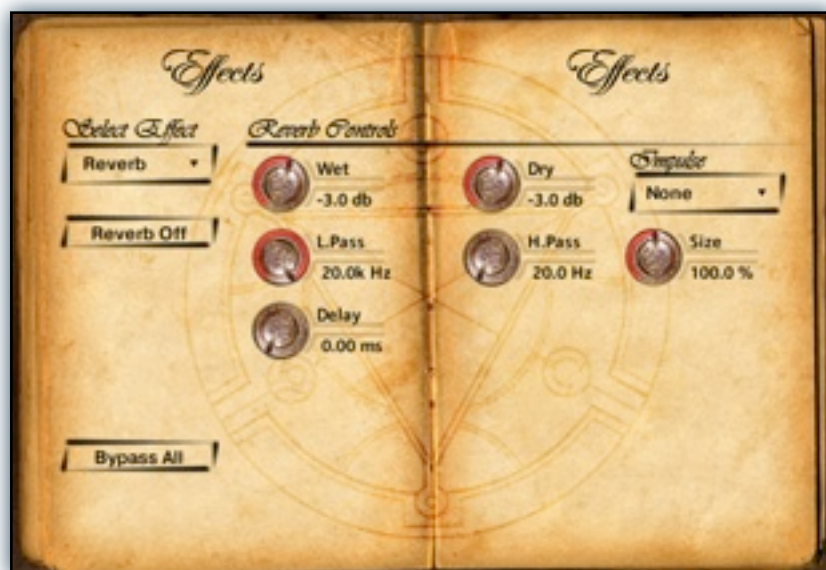 Effects
Effects
Select Effect
Reverb Controls
Reverb
Wet
-3.0 db
Dry
-3.0 db
Impulse
None
Reverb Off
L.Pass
20.0k Hz
H.Pass
20.0 Hz
Size
100.0 %
Delay
0.00 ms
Bypass All